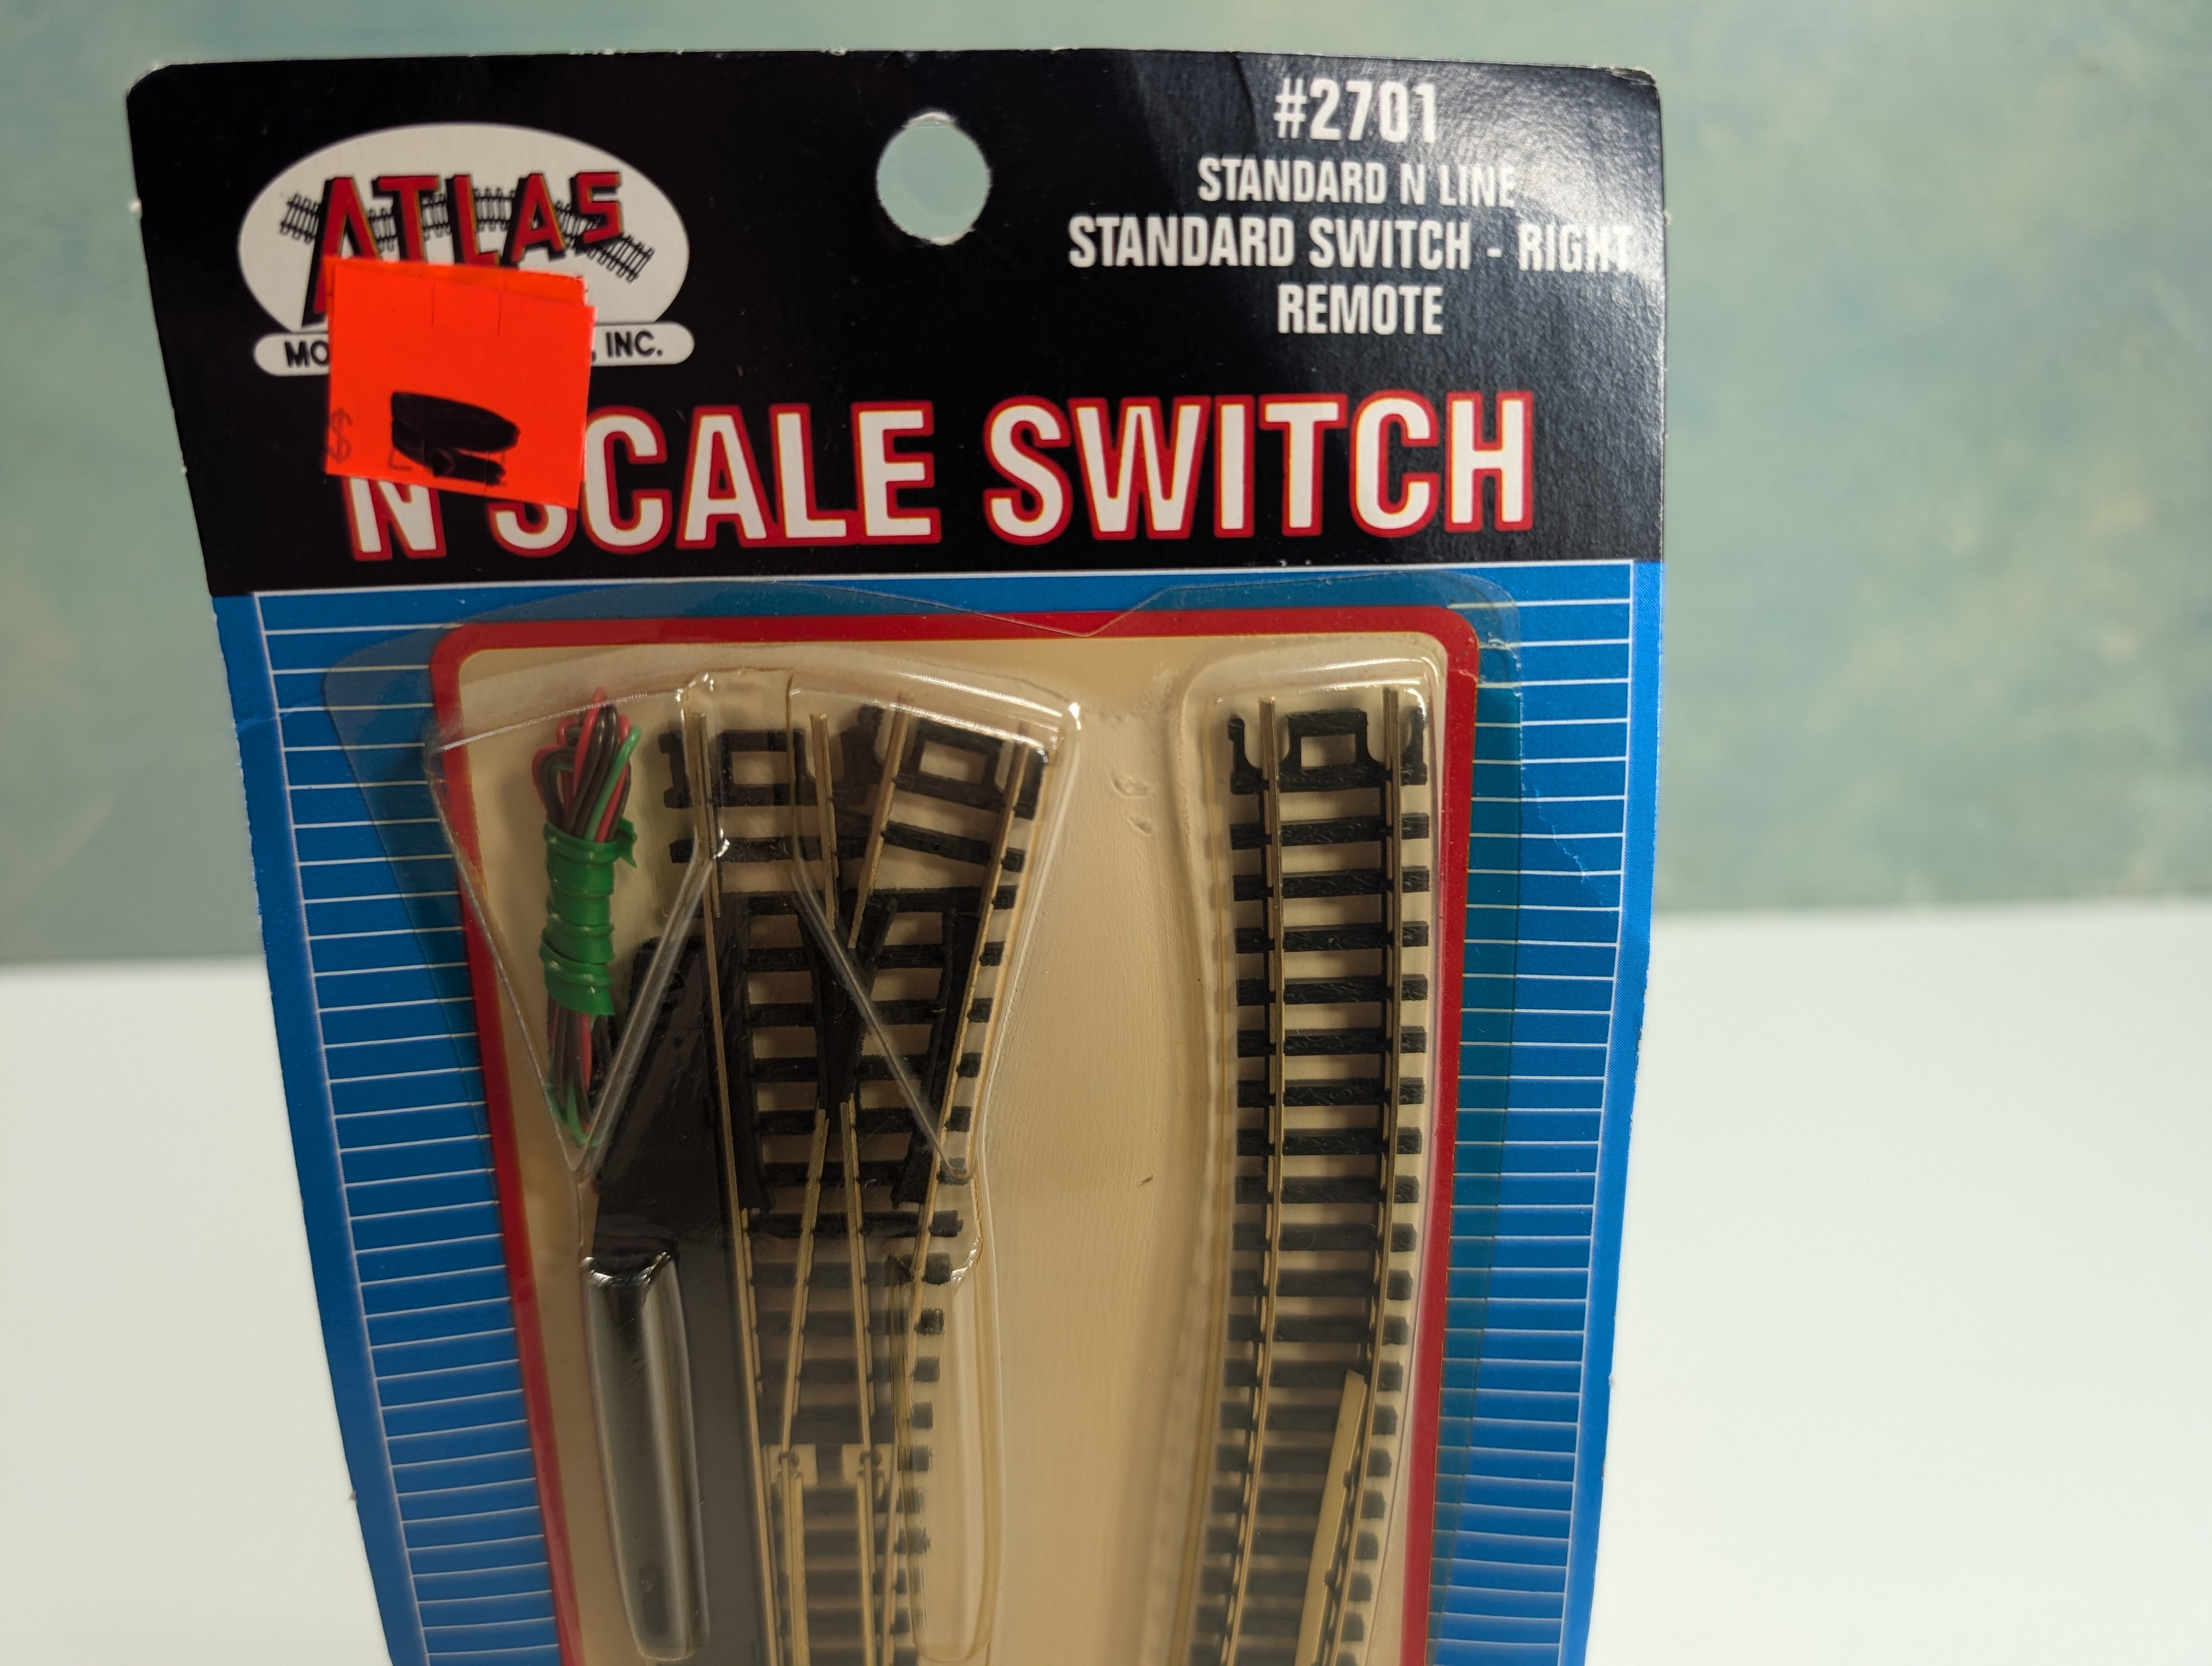 #2701
STANDARD N LINE
STANDARD SWITCH - RIGHT
REMOTE
ATLAS
, INC.
N SCALE SWITCH
$